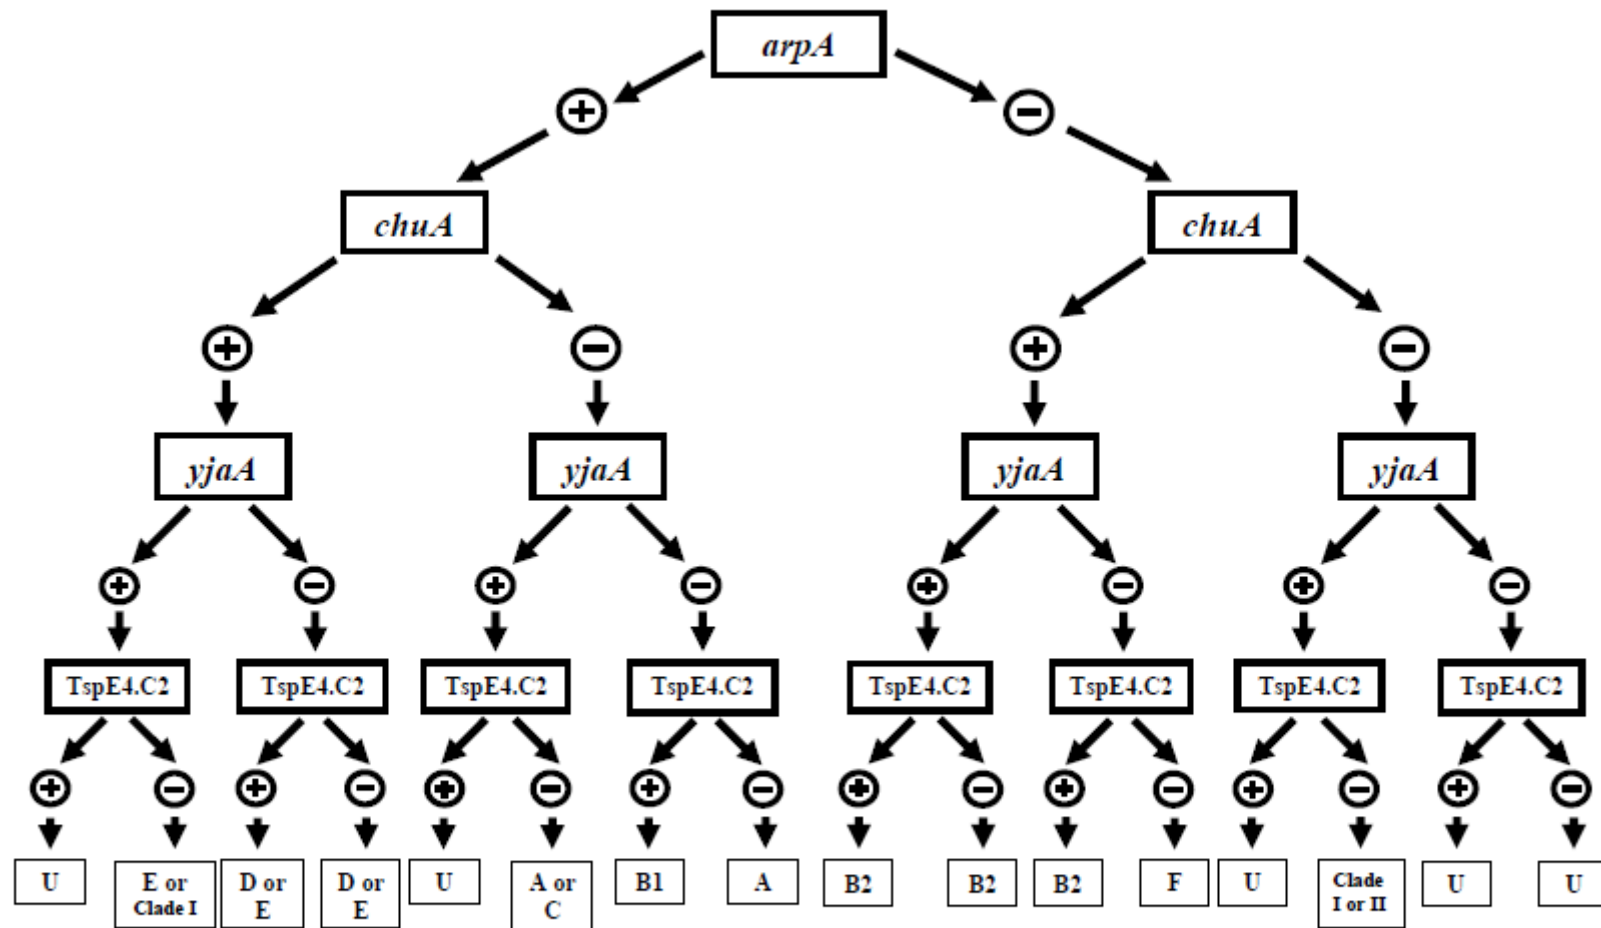 arpA
+
−
chuA
chuA
+
−
+
−
yjaA
yjaA
yjaA
yjaA
+
−
+
−
+
−
+
−
TspE4.C2
TspE4.C2
TspE4.C2
TspE4.C2
TspE4.C2
TspE4.C2
TspE4.C2
TspE4.C2
+
−
+
−
+
−
+
−
+
−
+
−
+
−
+
−
U
E or
Clade I
D or
E
D or
E
U
A or
C
B1
A
B2
B2
B2
F
U
Clade
I or II
U
U